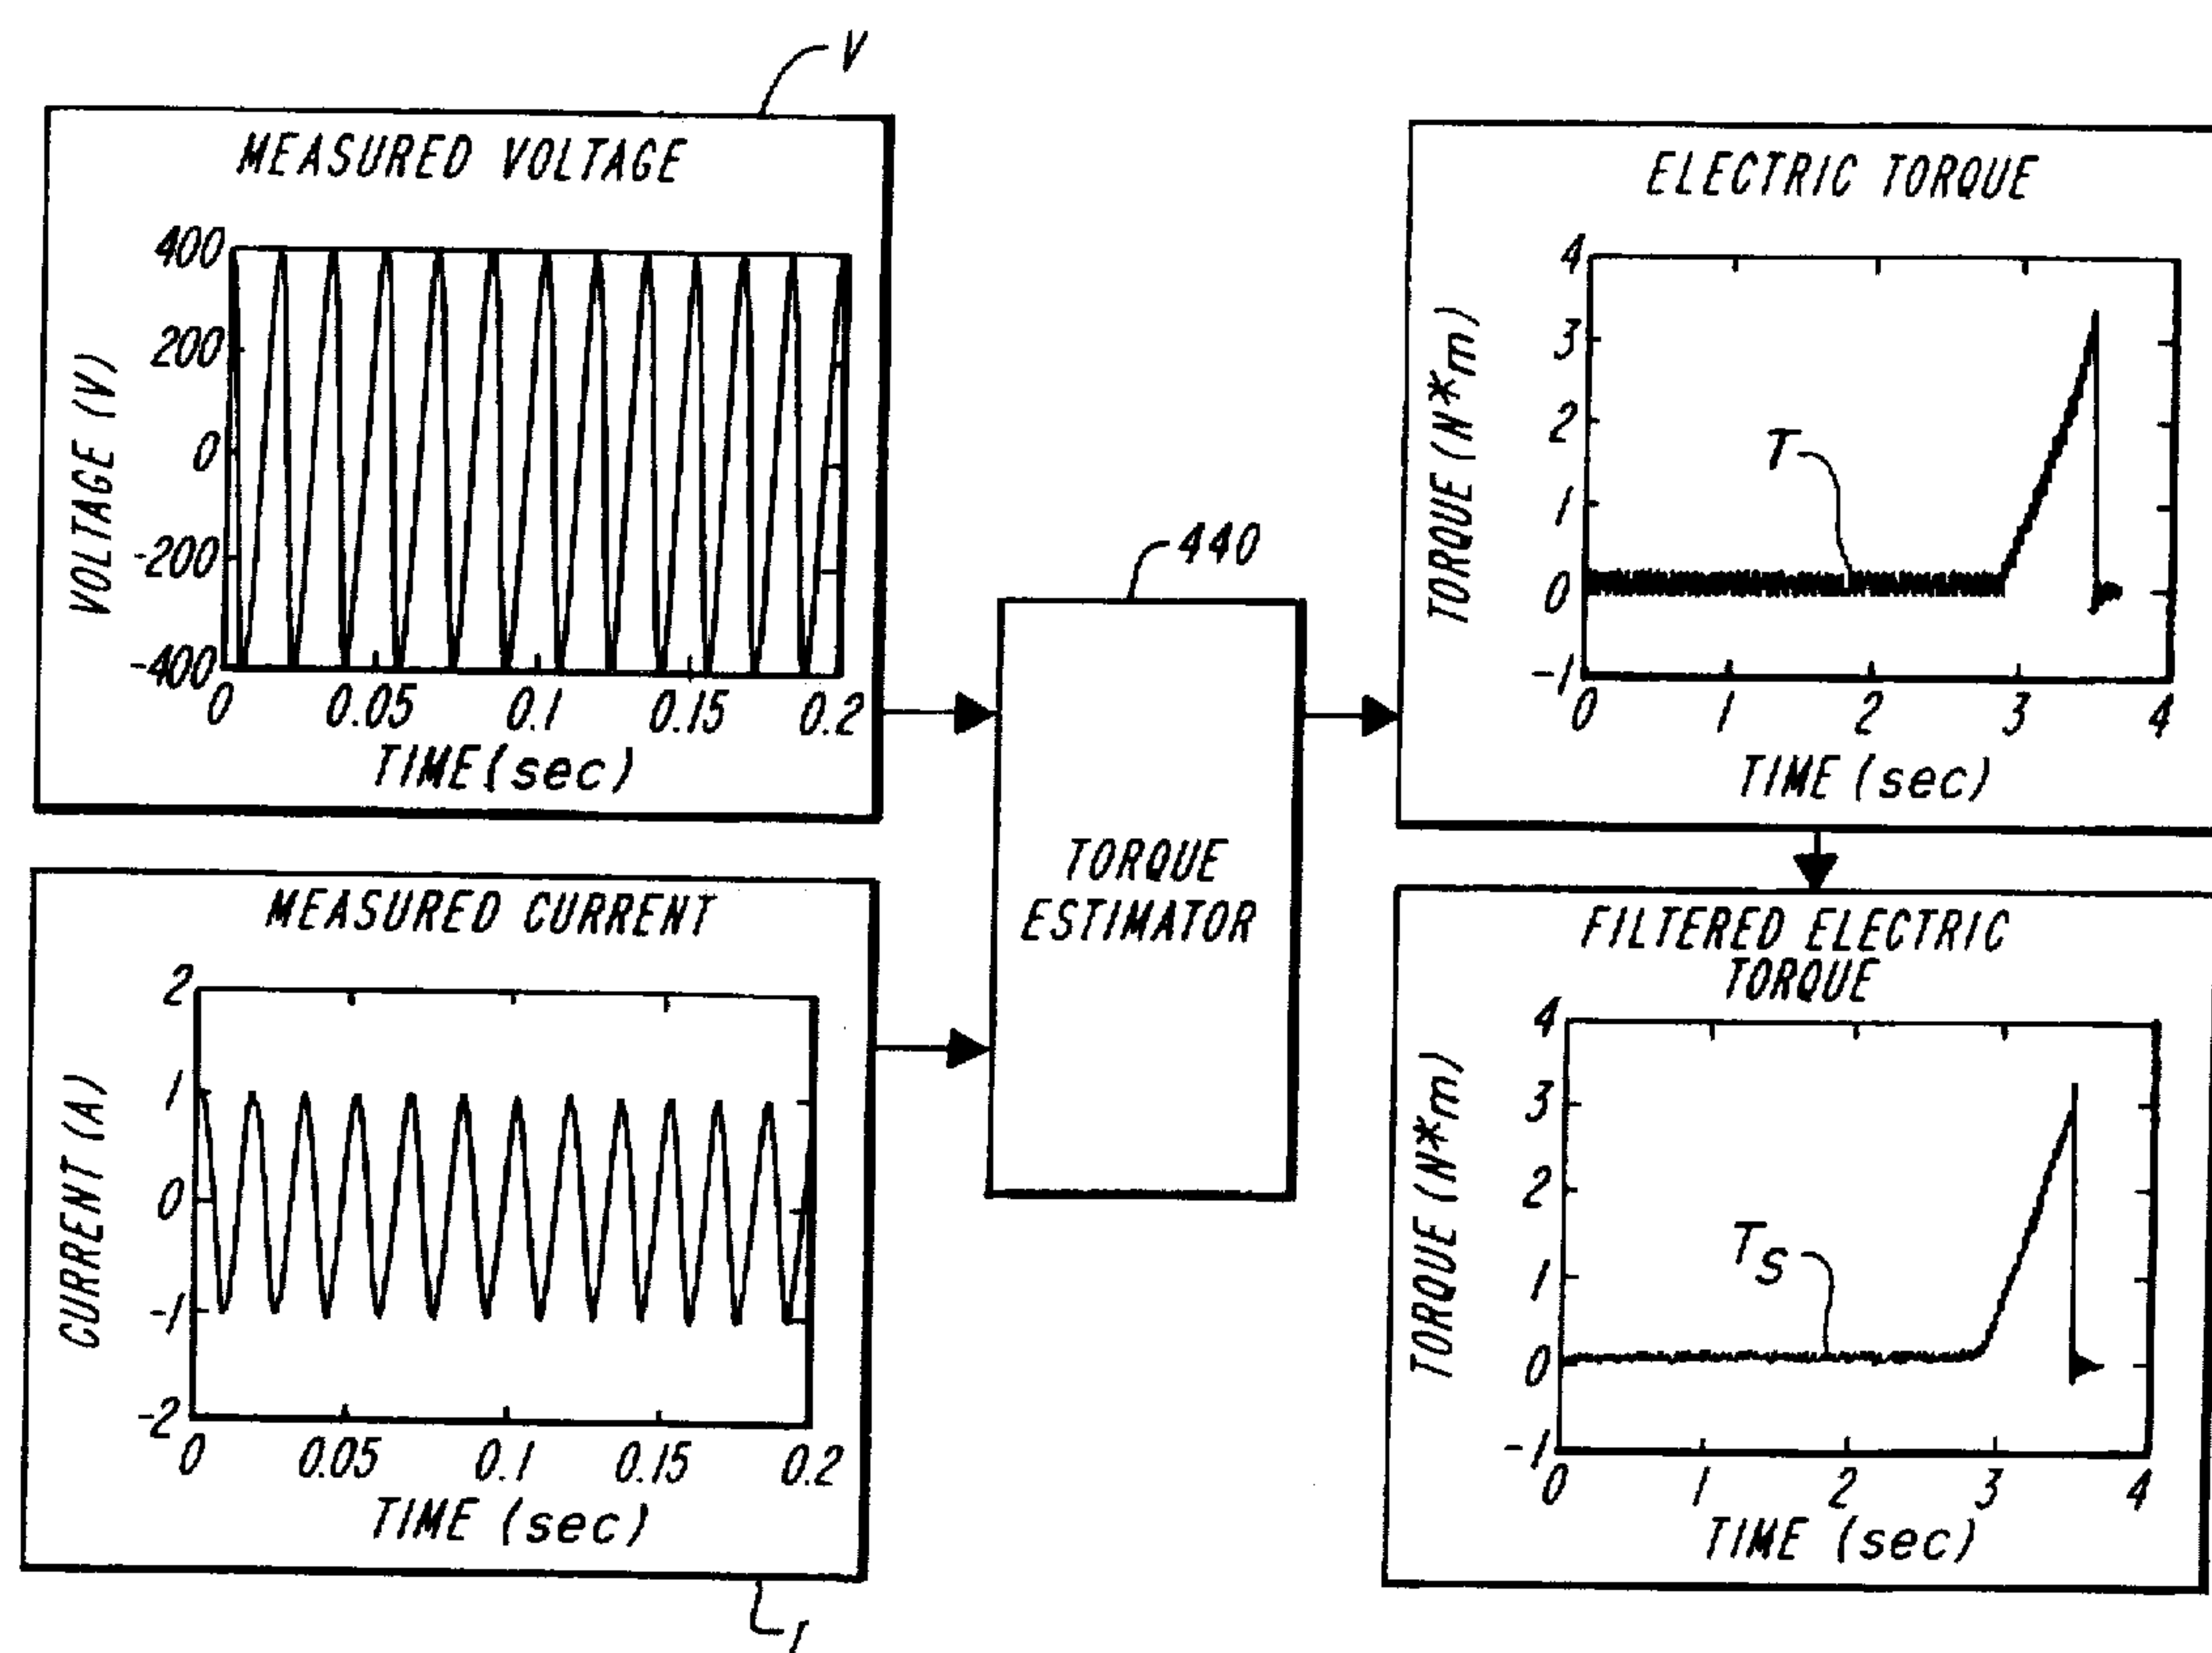 V
MEASURED VOLTAGE
VOLTAGE (V)
400
200
0
-200
-400
0 0.05 0.1 0.15 0.2
TIME (sec)
MEASURED CURRENT
CURRENT (A)
2
1
0
-1
-2
0 0.05 0.1 0.15 0.2
TIME (sec)
I
440
TORQUE
ESTIMATOR
ELECTRIC TORQUE
TORQUE (N*m)
4
3
2
1
0
-1
T
0 1 2 3 4
TIME (sec)
FILTERED ELECTRIC
TORQUE
TORQUE (N*m)
4
3
2
1
0
-1
TS
0 1 2 3 4
TIME (sec)